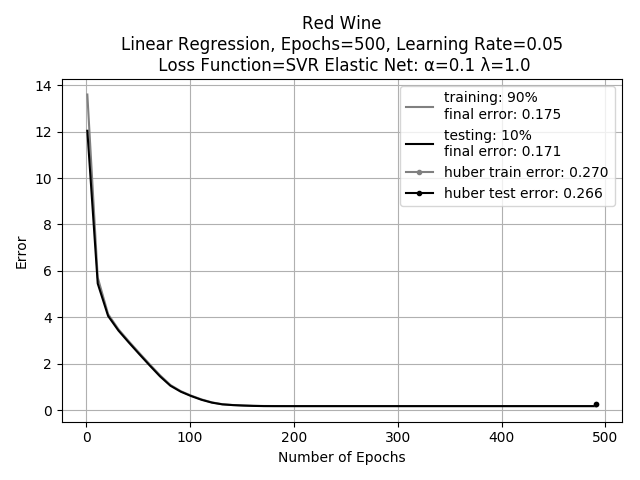 Red Wine
Linear Regression, Epochs=500, Learning Rate=0.05
Loss Function=SVR Elastic Net: α=0.1 λ=1.0
14
12
10
8
6
4
2
0
Error
training: 90%
final error: 0.175
testing: 10%
final error: 0.171
huber train error: 0.270
huber test error: 0.266
0 100 200 300 400 500
Number of Epochs